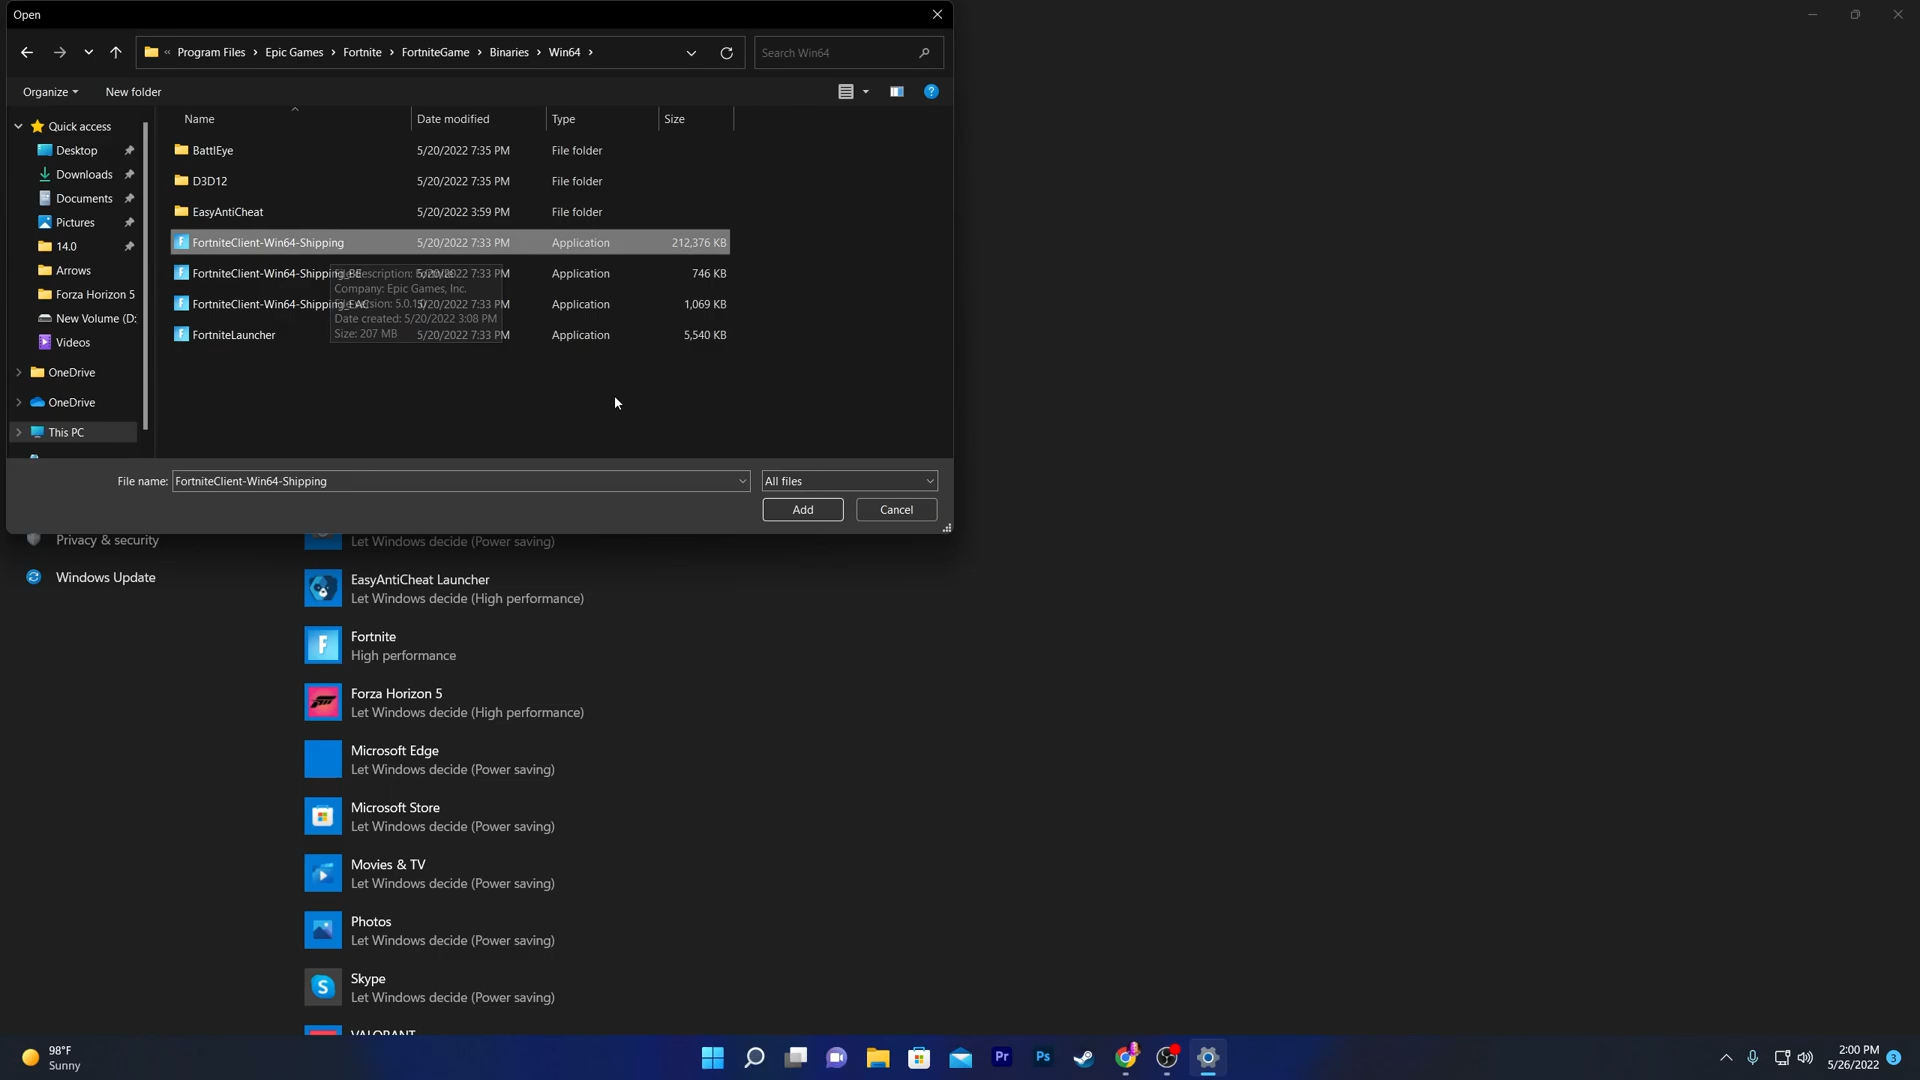 Open
« Program Files › Epic Games › Fortnite › FortniteGame › Binaries › Win64 ›
Search Win64
Organize
New folder
Name
Date modified
Type
Size
Quick access
Desktop
Downloads
Documents
Pictures
14.0
Arrows
Forza Horizon 5
New Volume (D:
Videos
OneDrive
OneDrive
This PC
BattlEye 5/20/2022 7:35 PM File folder
D3D12 5/20/2022 7:35 PM File folder
EasyAntiCheat 5/20/2022 3:59 PM File folder
FortniteClient-Win64-Shipping 5/20/2022 7:33 PM Application 212,376 KB
FortniteClient-Win64-Shipping_BE 5/20/2022 7:33 PM Application 746 KB
FortniteClient-Win64-Shipping_EAC 5/20/2022 7:33 PM Application 1,069 KB
FortniteLauncher 5/20/2022 7:33 PM Application 5,540 KB
File description:
Company: Epic Games, Inc.
File version: 5.0.1.0
Date created: 5/20/2022 3:08 PM
Size: 207 MB
File name: FortniteClient-Win64-Shipping
All files
Add
Cancel
Privacy & security
Windows Update
Let Windows decide (Power saving)
EasyAntiCheat Launcher
Let Windows decide (High performance)
Fortnite
High performance
Forza Horizon 5
Let Windows decide (High performance)
Microsoft Edge
Let Windows decide (Power saving)
Microsoft Store
Let Windows decide (Power saving)
Movies & TV
Let Windows decide (Power saving)
Photos
Let Windows decide (Power saving)
Skype
Let Windows decide (Power saving)
VALORANT
98°F
Sunny
Pr
Ps
2:00 PM
5/26/2022
3